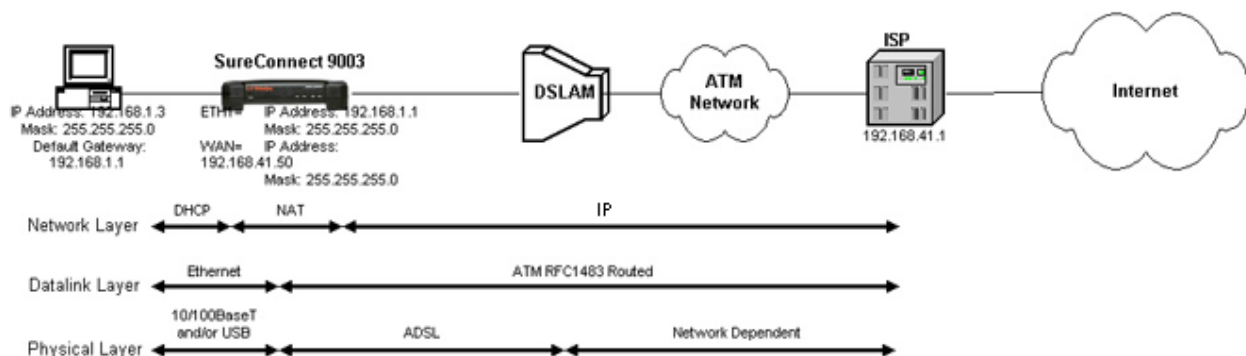 SureConnect 9003
DSLAM
ATM
Network
ISP
Internet
IP Address: 192.168.1.3
Mask: 255.255.255.0
Default Gateway:
192.168.1.1
ETH1= IP Address: 192.168.1.1
Mask: 255.255.255.0
WAN= IP Address:
192.168.41.50
Mask: 255.255.255.0
192.168.41.1
Network Layer
DHCP
NAT
IP
Datalink Layer
Ethernet
ATM RFC1483 Routed
Physical Layer
10/100BaseT
and/or USB
ADSL
Network Dependent